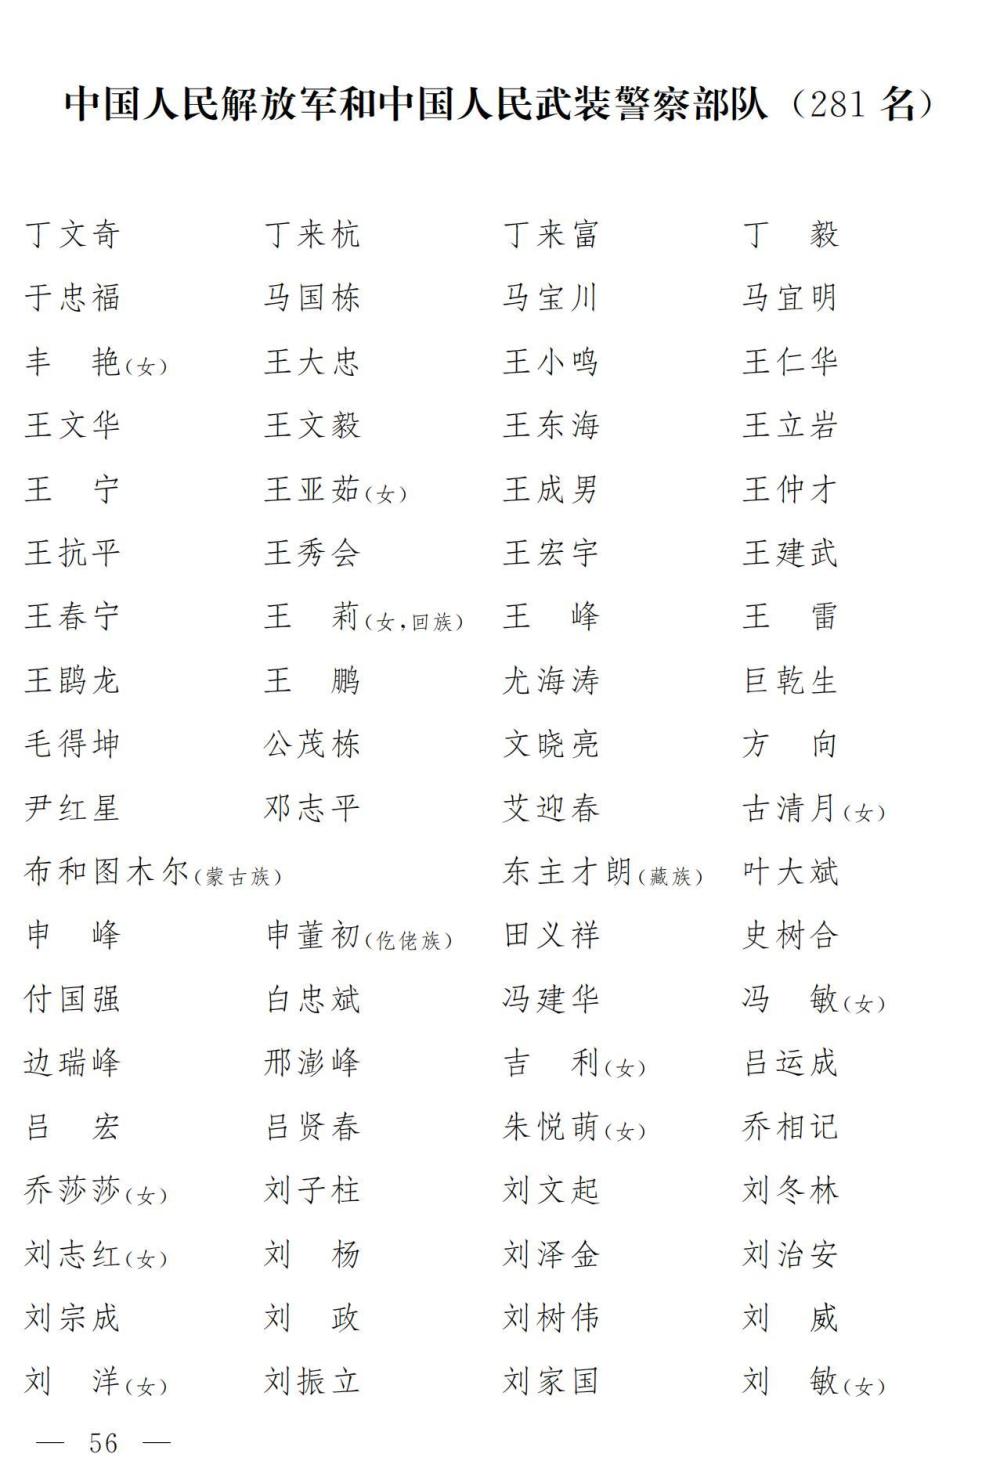 中国人民解放军和中国人民武装警察部队（281 名）
丁文奇 丁来杭 丁来富 丁　毅
于忠福 马国栋 马宝川 马宜明
丰　艳（女） 王大忠 王小鸣 王仁华
王文华 王文毅 王东海 王立岩
王　宁 王亚茹（女） 王成男 王仲才
王抗平 王秀会 王宏宇 王建武
王春宁 王　莉（女，回族） 王　峰 王　雷
王鹍龙 王　鹏 尤海涛 巨乾生
毛得坤 公茂栋 文晓亮 方　向
尹红星 邓志平 艾迎春 古清月（女）
布和图木尔（蒙古族） 东主才朗（藏族） 叶大斌
申　峰 申董初（仡佬族） 田义祥 史树合
付国强 白忠斌 冯建华 冯　敏（女）
边瑞峰 邢澎峰 吉　利（女） 吕运成
吕　宏 吕贤春 朱悦萌（女） 乔相记
乔莎莎（女） 刘子柱 刘文起 刘冬林
刘志红（女） 刘　杨 刘泽金 刘治安
刘宗成 刘　政 刘树伟 刘　威
刘　洋（女） 刘振立 刘家国 刘　敏（女）
— 56 —